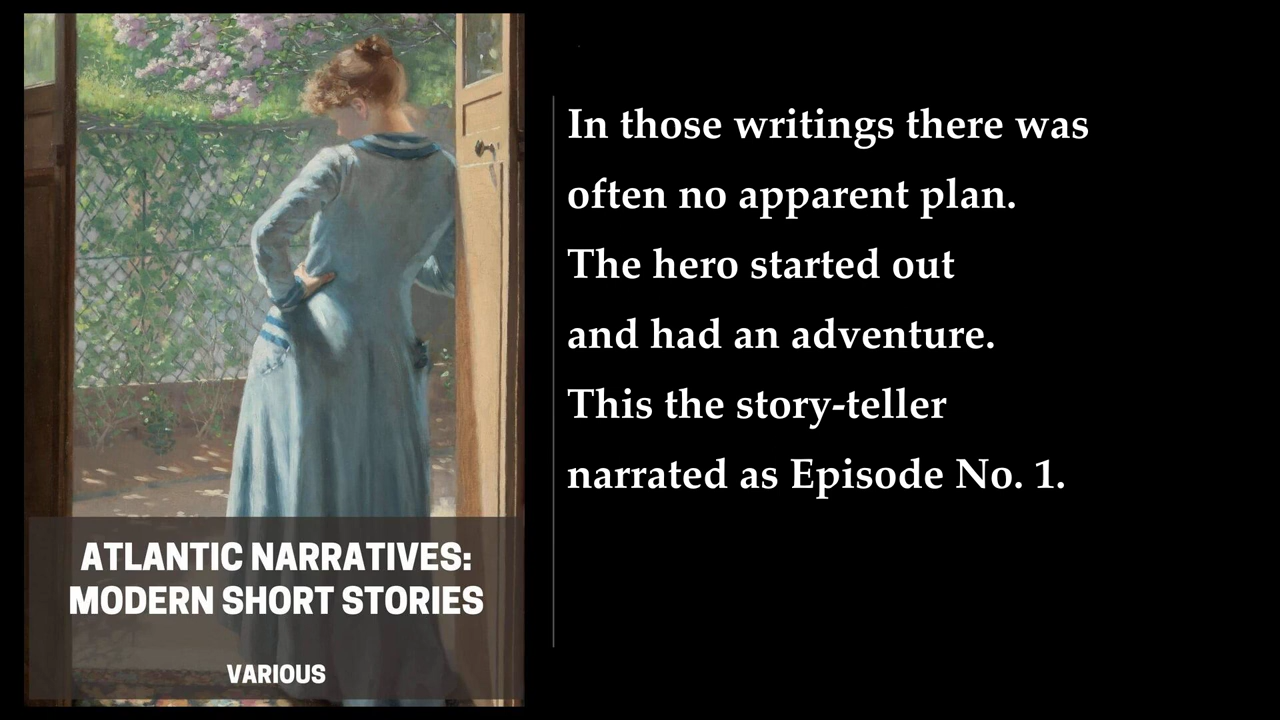 In those writings there was
often no apparent plan.
The hero started out
and had an adventure.
This the story-teller
narrated as Episode No. 1.
ATLANTIC NARRATIVES:
MODERN SHORT STORIES
VARIOUS